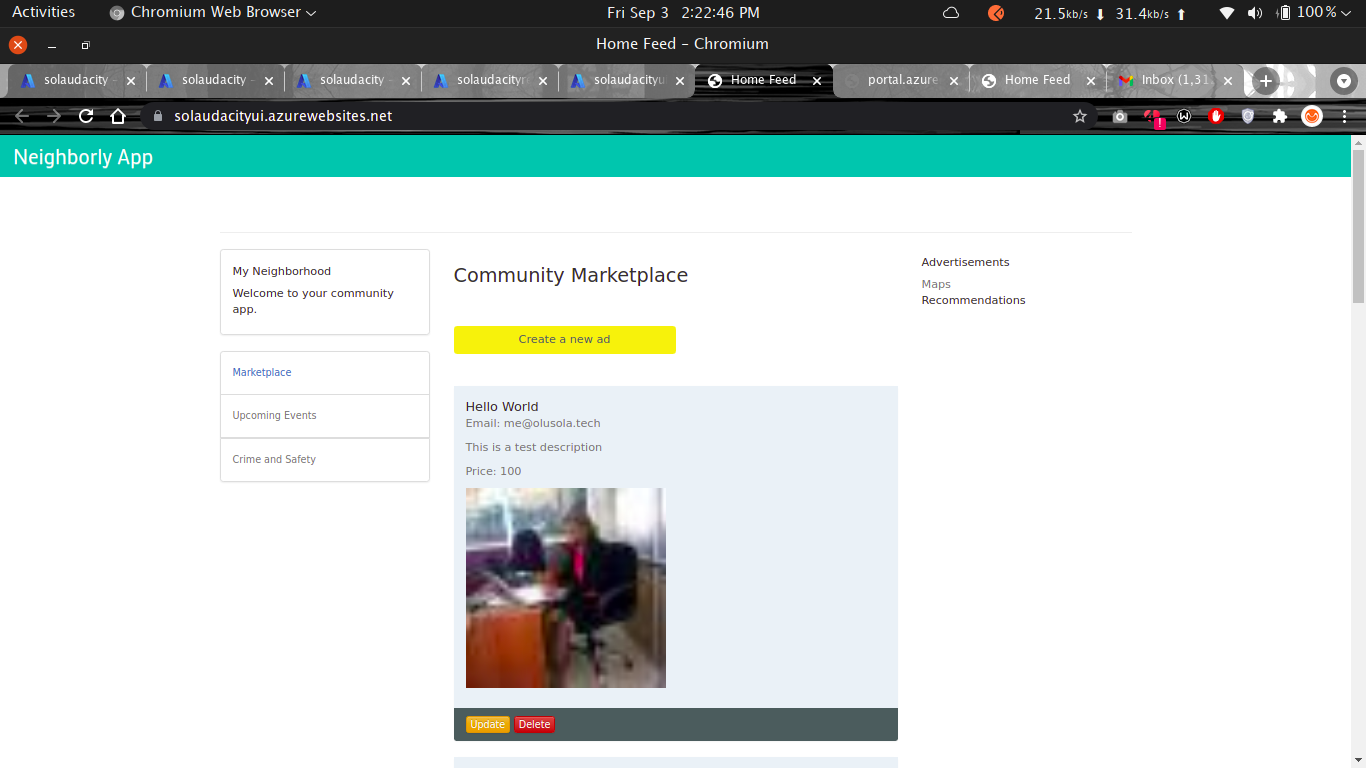 Activities
Chromium Web Browser
Fri Sep 3 2:22:46 PM
21.5kb/s 31.4kb/s
100%
Home Feed – Chromium
solaudacity -
solaudacity -
solaudacity -
solaudacityr
solaudacityu
Home Feed
portal.azure
Home Feed
Inbox (1,31
solaudacityui.azurewebsites.net
Neighborly App
My Neighborhood
Welcome to your community
app.
Marketplace
Upcoming Events
Crime and Safety
Community Marketplace
Create a new ad
Hello World
Email: me@olusola.tech
This is a test description
Price: 100
Update Delete
Advertisements
Maps
Recommendations